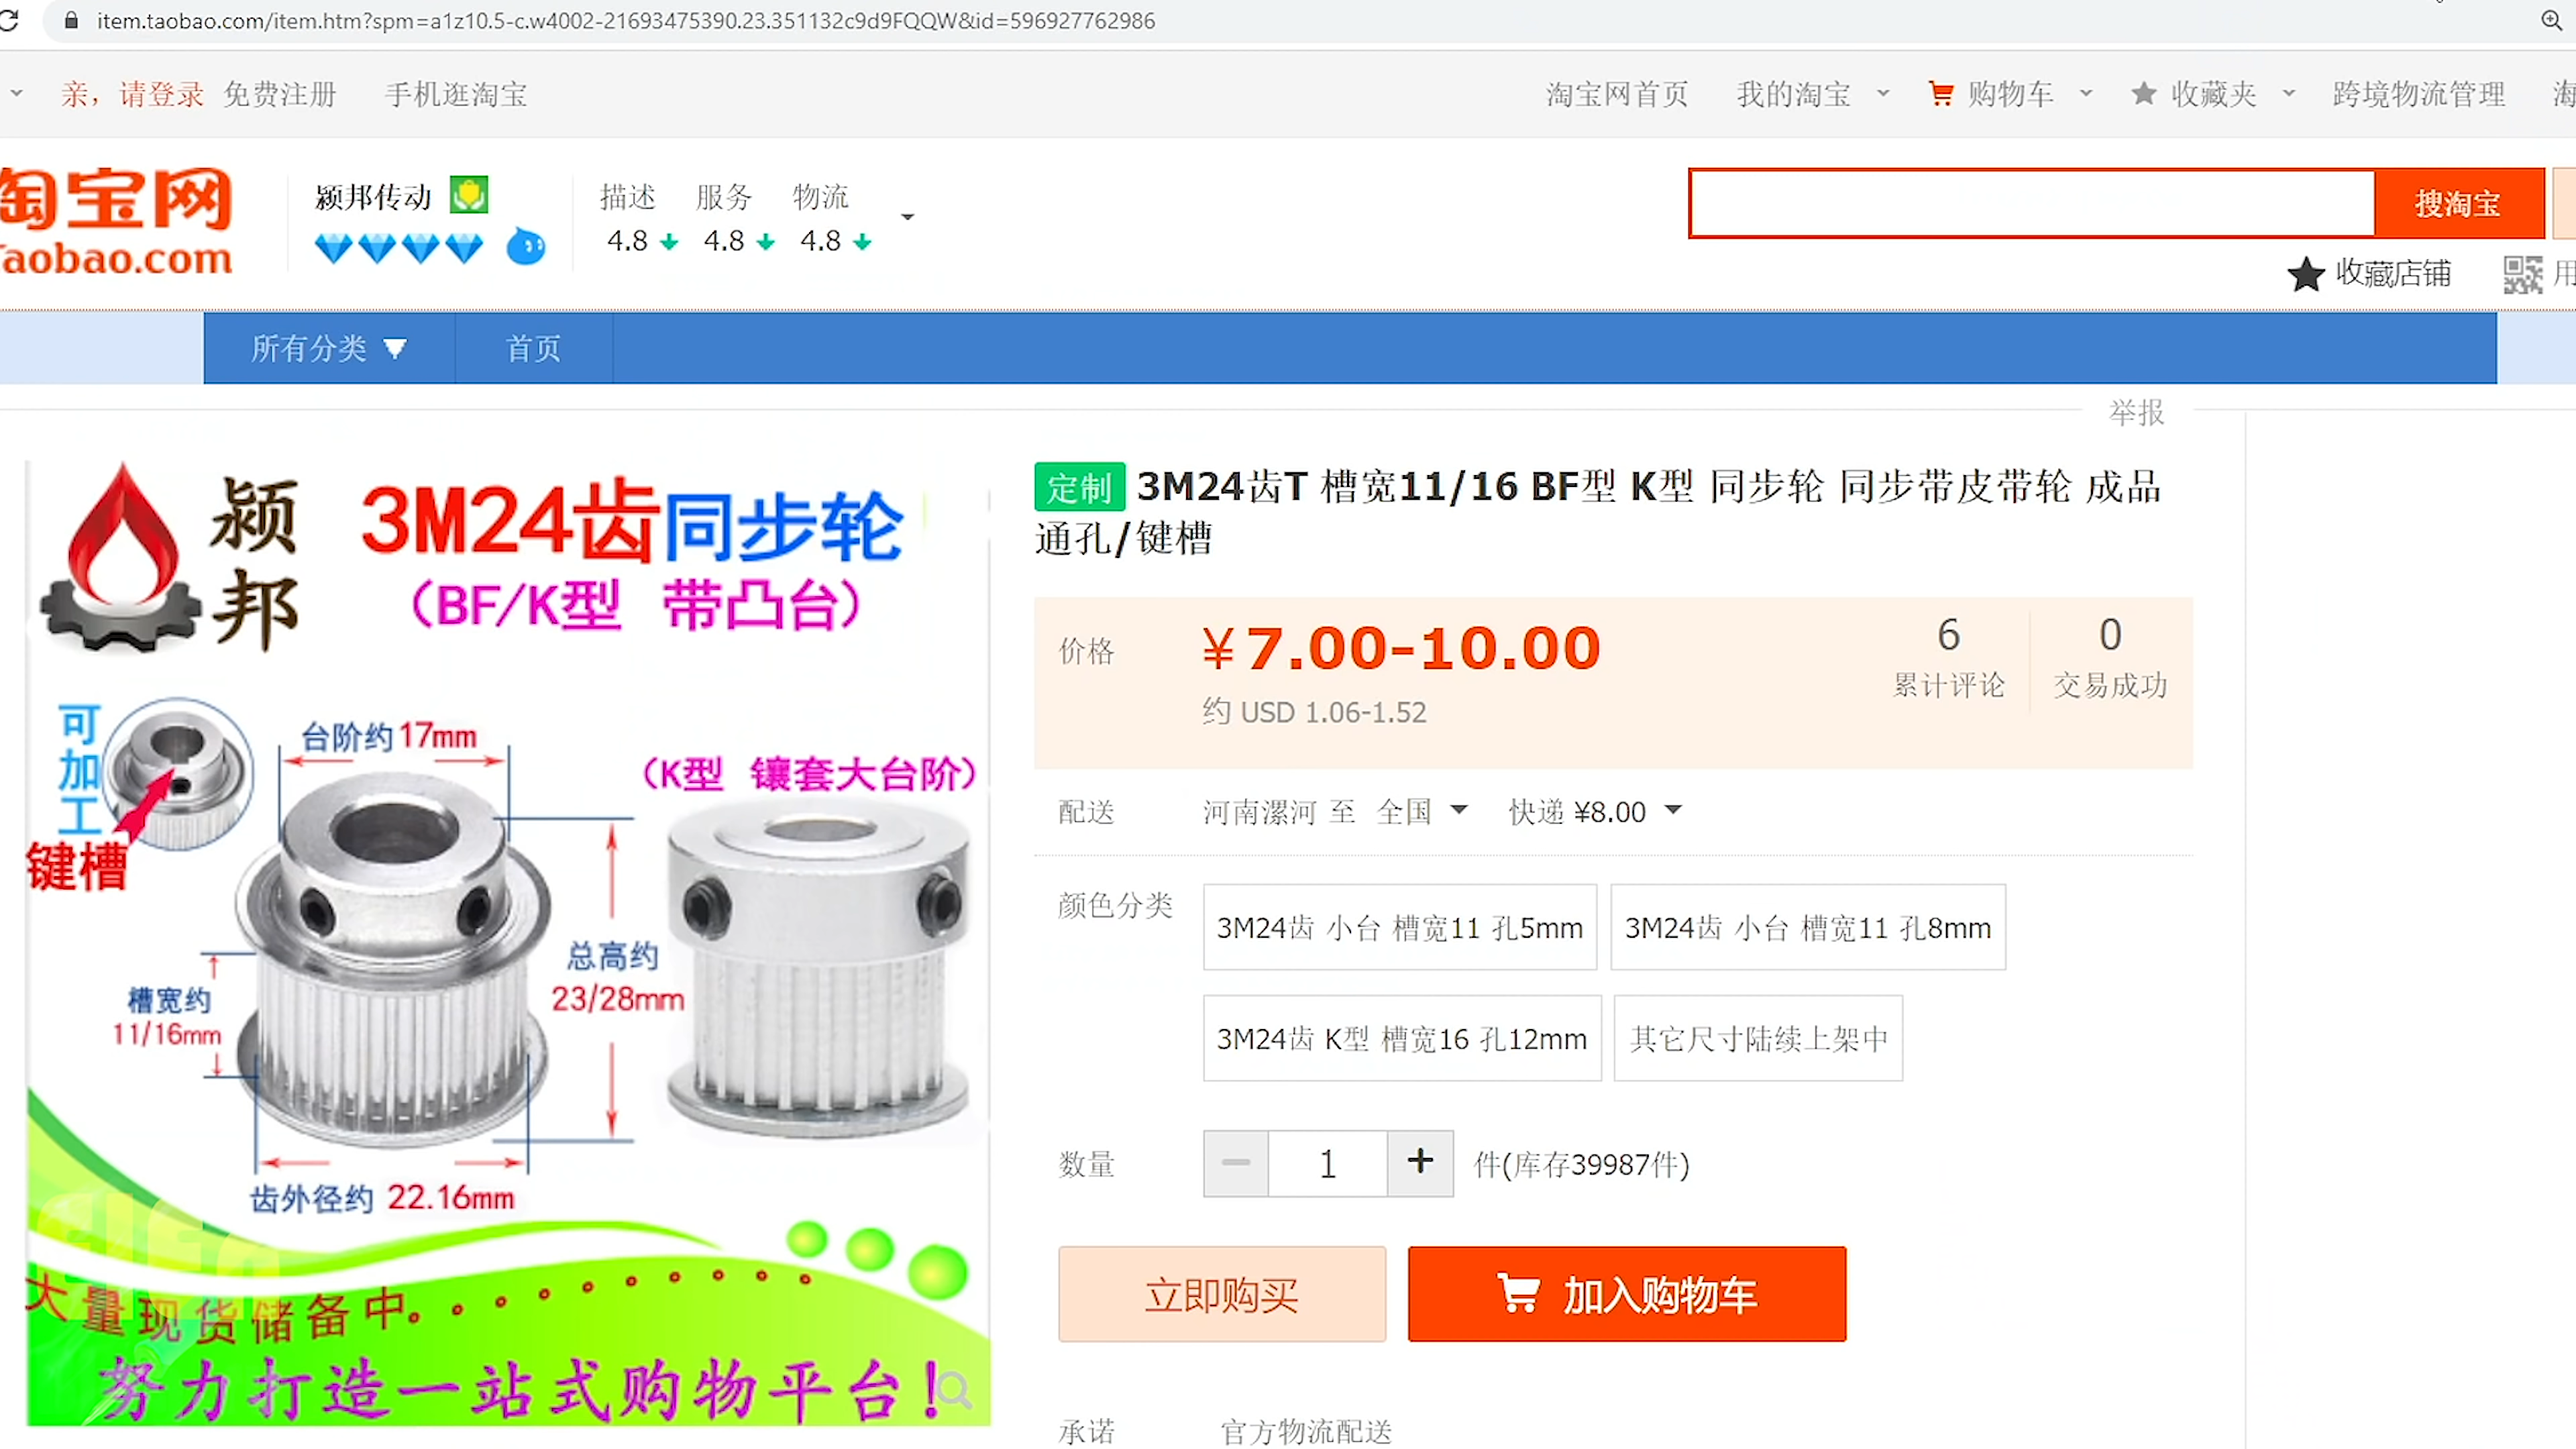 item.taobao.com/item.htm?spm=a1z10.5-c.w4002-21693475390.23.351132c9d9FQQW&id=596927762986
亲，请登录 免费注册 手机逛淘宝 淘宝网首页 我的淘宝 购物车 收藏夹 跨境物流管理
淘宝网
Taobao.com
颍邦传动
描述 服务 物流
4.8 4.8 4.8
搜淘宝
收藏店铺 用
所有分类 首页
举报
颍邦
3M24齿同步轮
(BF/K型 带凸台)
可加工
键槽
台阶约17mm
(K型 镶套大台阶)
总高约
23/28mm
槽宽约
11/16mm
齿外径约 22.16mm
大量现货储备中。
努力打造一站式购物平台！
定制 3M24齿T 槽宽11/16 BF型 K型 同步轮 同步带皮带轮 成品
通孔/键槽
价格 ¥7.00-10.00
约 USD 1.06-1.52
6 0
累计评论 交易成功
配送 河南漯河 至 全国 快递 ¥8.00
颜色分类 3M24齿 小台 槽宽11 孔5mm 3M24齿 小台 槽宽11 孔8mm
3M24齿 K型 槽宽16 孔12mm 其它尺寸陆续上架中
数量 1 + 件(库存39987件)
立即购买 加入购物车
承诺 官方物流配送